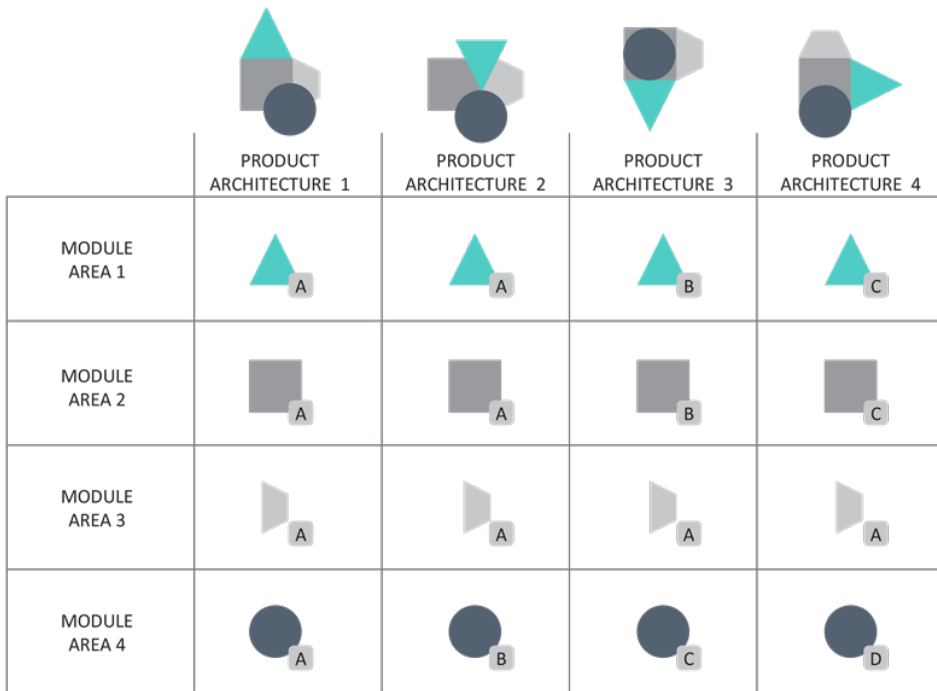 PRODUCT
ARCHITECTURE 1
PRODUCT
ARCHITECTURE 2
PRODUCT
ARCHITECTURE 3
PRODUCT
ARCHITECTURE 4
MODULE
AREA 1
A
A
B
C
MODULE
AREA 2
A
A
B
C
MODULE
AREA 3
A
A
A
A
MODULE
AREA 4
A
B
C
D